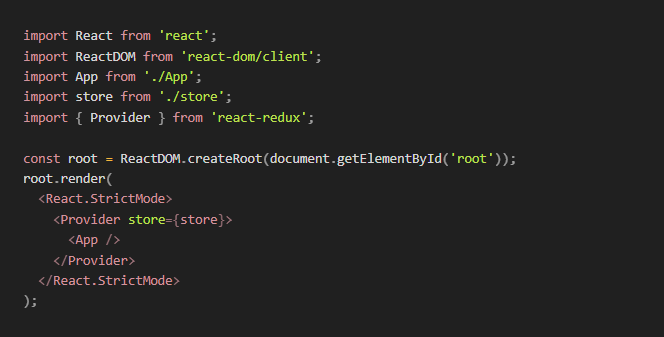 import React from 'react';
import ReactDOM from 'react-dom/client';
import App from './App';
import store from './store';
import { Provider } from 'react-redux';

const root = ReactDOM.createRoot(document.getElementById('root'));
root.render(
  <React.StrictMode>
    <Provider store={store}>
      <App />
    </Provider>
  </React.StrictMode>
);